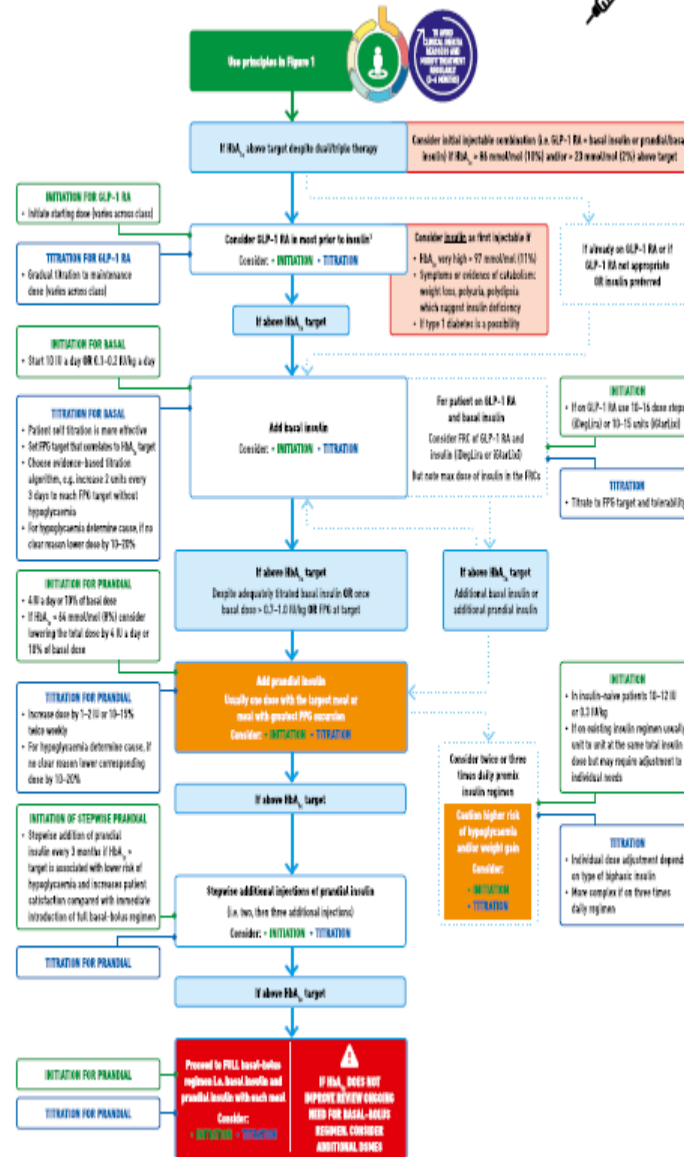 Use principles in Figure 1
TO AVOID
CLINICAL INERTIA
REASSESS AND
MODIFY TREATMENT
REGULARLY
(3–6 MONTHS)
If HbA1c above target despite dual/triple therapy
Consider initial injectable combination (i.e. GLP-1 RA + basal insulin or prandial/basal
insulin) if HbA1c > 86 mmol/mol (10%) and/or > 23 mmol/mol (2%) above target
INITIATION FOR GLP-1 RA
• Initiate starting dose (varies across class)
TITRATION FOR GLP-1 RA
• Gradual titration to maintenance
dose (varies across class)
Consider GLP-1 RA in most prior to insulin
Consider: • INITIATION • TITRATION
Consider insulin as first injectable if
• HbA1c very high > 97 mmol/mol (11%)
• Symptoms or evidence of catabolism:
weight loss, polyuria, polydipsia
which suggest insulin deficiency
• If type 1 diabetes is a possibility
If already on GLP-1 RA or if
GLP-1 RA not appropriate
OR insulin preferred
If above HbA1c target
INITIATION FOR BASAL
• Start 10 IU a day OR 0.1–0.2 IU/kg a day
TITRATION FOR BASAL
• Patient self titration is more effective
• Set FPG target that correlates to HbA1c target
• Choose evidence-based titration
algorithm, e.g. increase 2 units every
3 days to reach FPG target without
hypoglycaemia
• For hypoglycaemia determine cause, if no
clear reason lower dose by 10–20%
Add basal insulin
Consider: • INITIATION • TITRATION
For patient on GLP-1 RA
and basal insulin
Consider FRC of GLP-1 RA and
insulin (iDegLira or iGlarLixi)
But note max dose of insulin in the FRCs
INITIATION
• If on GLP-1 RA use 10–16 dose steps
(iDegLira) or 10–15 units (iGlarLixi)
TITRATION
• Titrate to FPG target and tolerability
If above HbA1c target
Despite adequately titrated basal insulin OR once
basal dose > 0.7–1.0 IU/kg OR FPG at target
If above HbA1c target
Additional basal insulin or
additional prandial insulin
INITIATION FOR PRANDIAL
• 4 IU a day or 10% of basal dose
• If HbA1c < 64 mmol/mol (8%) consider
lowering the total dose by 4 IU a day or
10% of basal dose
TITRATION FOR PRANDIAL
• Increase dose by 1–2 IU or 10–15%
twice weekly
• For hypoglycaemia determine cause, if
no clear reason lower corresponding
dose by 10–20%
Add prandial insulin
Usually one dose with the largest meal or
meal with greatest PPG excursion
Consider: • INITIATION • TITRATION
Consider twice or three
times daily premix
insulin regimen
Caution higher risk
of hypoglycaemia
and/or weight gain
Consider:
• INITIATION
• TITRATION
INITIATION
• In insulin-naive patients 10–12 IU
or 0.3 IU/kg
• If on existing insulin regimen usually
unit to unit at the same total insulin
dose but may require adjustment to
individual needs
TITRATION
• Individual dose adjustment depends
on type of biphasic insulin
• More complex if on three times
daily regimen
If above HbA1c target
INITIATION OF STEPWISE PRANDIAL
• Stepwise addition of prandial
insulin every 3 months if HbA1c >
target is associated with lower risk of
hypoglycaemia and increases patient
satisfaction compared with immediate
introduction of full basal-bolus regimen
TITRATION FOR PRANDIAL
Stepwise additional injections of prandial insulin
(i.e. two, then three additional injections)
Consider: • INITIATION • TITRATION
If above HbA1c target
INITIATION FOR PRANDIAL
TITRATION FOR PRANDIAL
Proceed to FULL basal-bolus
regimen i.e. basal insulin and
prandial insulin with each meal
Consider:
• INITIATION • TITRATION
IF HbA1c DOES NOT
IMPROVE REVIEW ONGOING
NEED FOR BASAL-BOLUS
REGIMEN. CONSIDER
ADDITIONAL DSMES